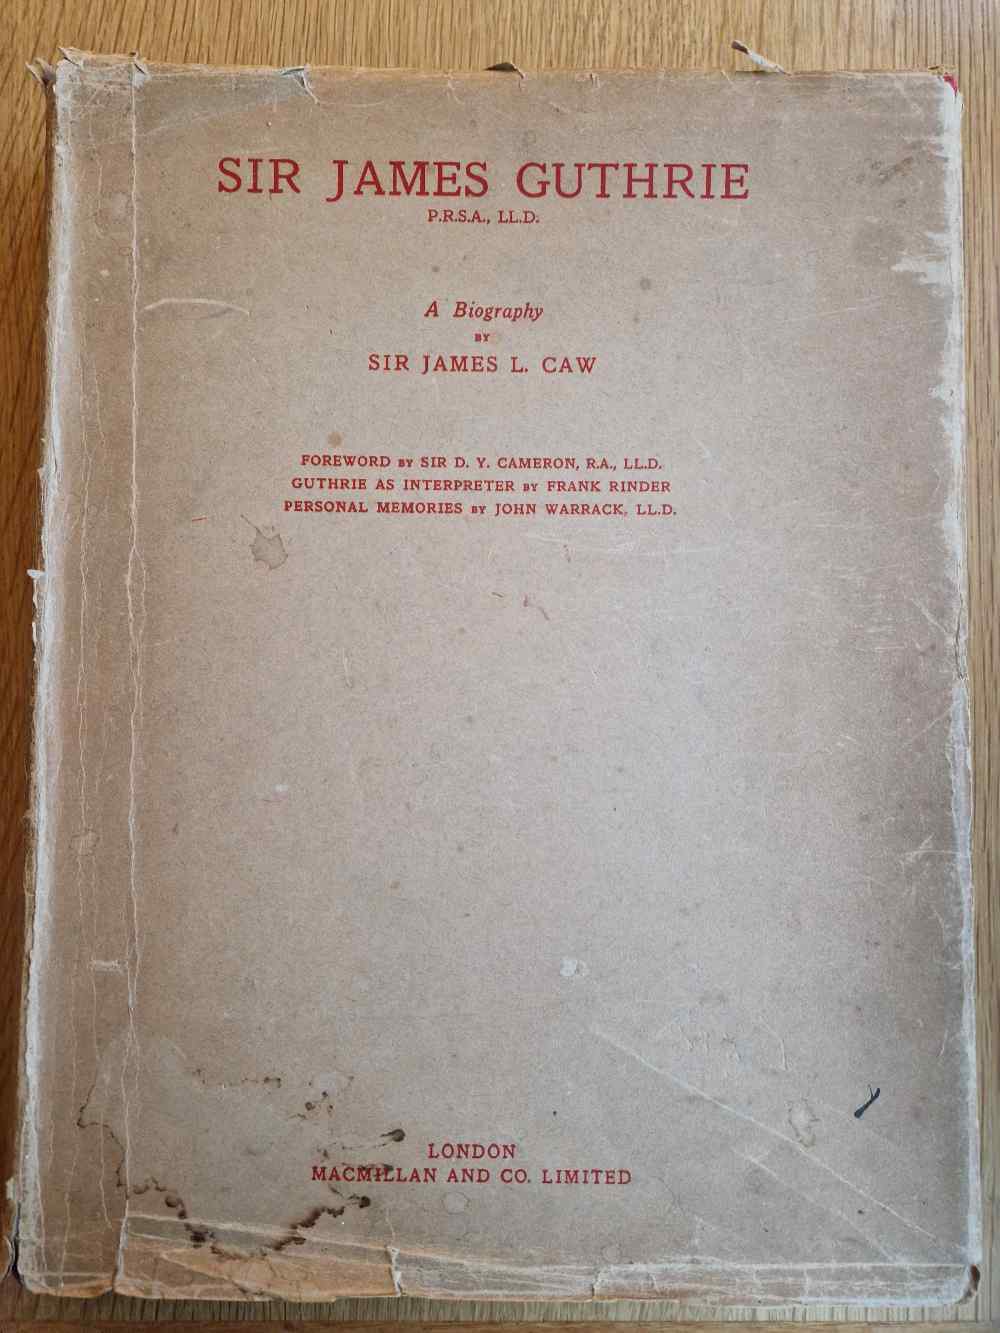 SIR JAMES GUTHRIE
P.R.S.A., LL.D.
A Biography
BY
SIR JAMES L. CAW
FOREWORD BY SIR D. Y. CAMERON, R.A., LL.D.
GUTHRIE AS INTERPRETER BY FRANK RINDER
PERSONAL MEMORIES BY JOHN WARRACK, LL.D.
LONDON
MACMILLAN AND CO. LIMITED